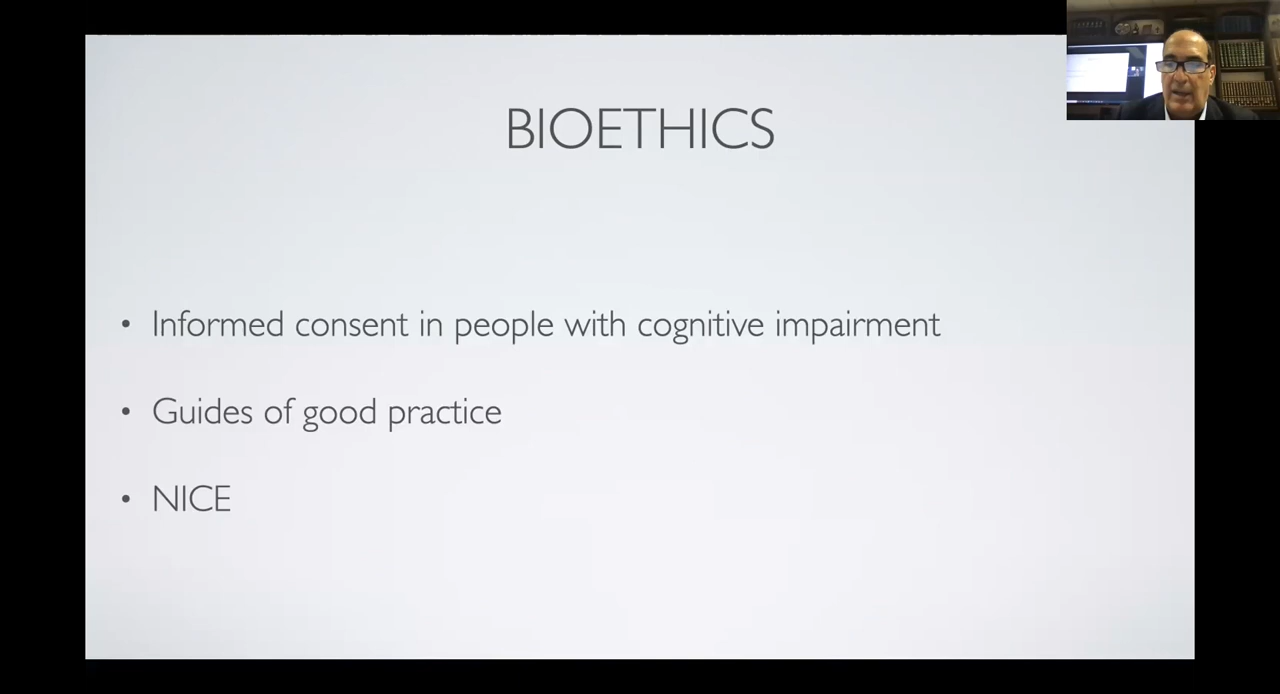 BIOETHICS
• Informed consent in people with cognitive impairment
• Guides of good practice
• NICE